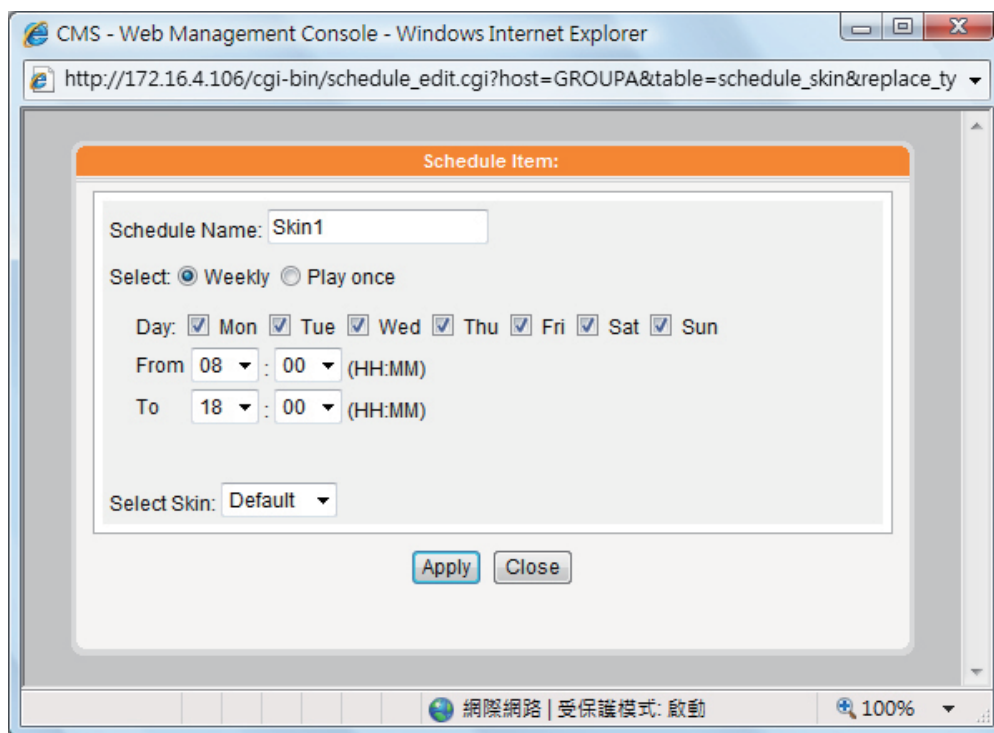 CMS - Web Management Console - Windows Internet Explorer
http://172.16.4.106/cgi-bin/schedule_edit.cgi?host=GROUPA&table=schedule_skin&replace_ty
Schedule Item:
Schedule Name: Skin1
Select: Weekly Play once
Day: Mon Tue Wed Thu Fri Sat Sun
From 08 : 00 (HH:MM)
To 18 : 00 (HH:MM)
Select Skin: Default
Apply Close
網際網路 | 受保護模式: 啟動 100%